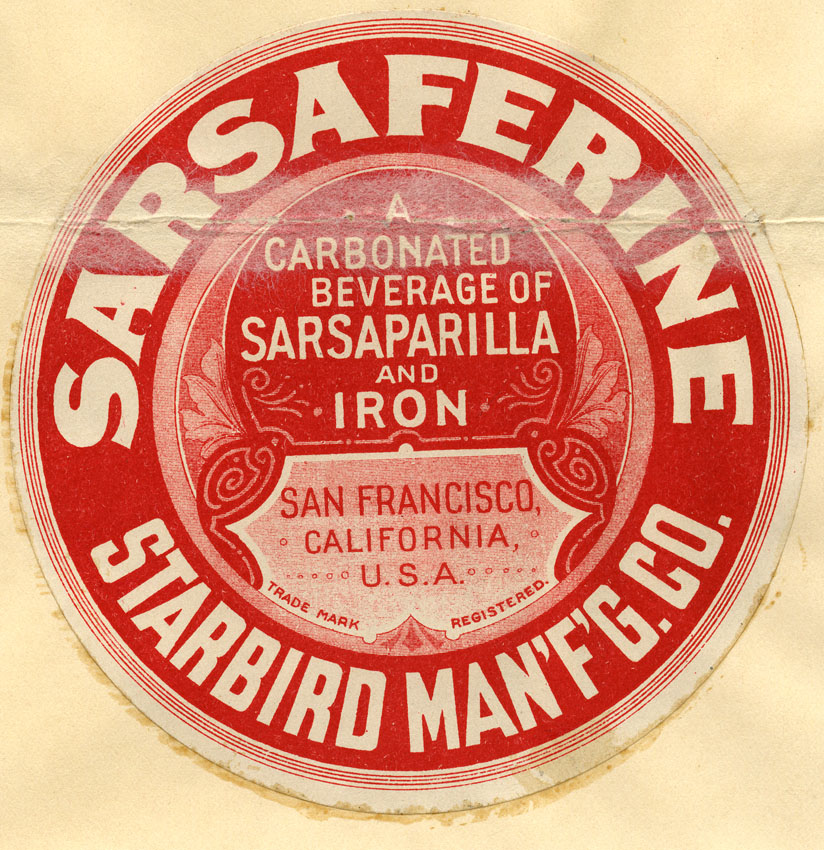 SARSAFERINE
A
CARBONATED
BEVERAGE OF
SARSAPARILLA
AND
IRON
SAN FRANCISCO,
CALIFORNIA,
U.S.A.
TRADE MARK REGISTERED.
STARBIRD MAN'F'G. CO.